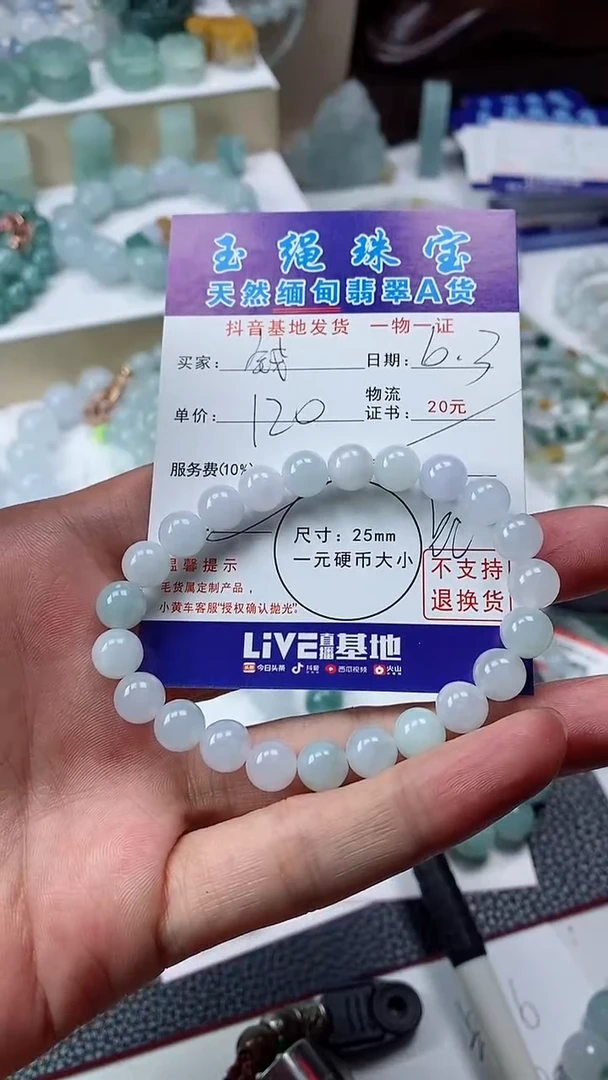 玉绳珠宝
天然缅甸翡翠A货
抖音基地发货 一物一证
买家: 钱 日期: 6.3
单价: 120 物流证书: 20元
服务费(10%
尺寸: 25mm
一元硬币大小
温馨提示
毛货属定制产品,
小黄车客服"授权确认抛光"。
不支持
退换货
LiVE直播基地
今日头条 抖音 西瓜视频 火山